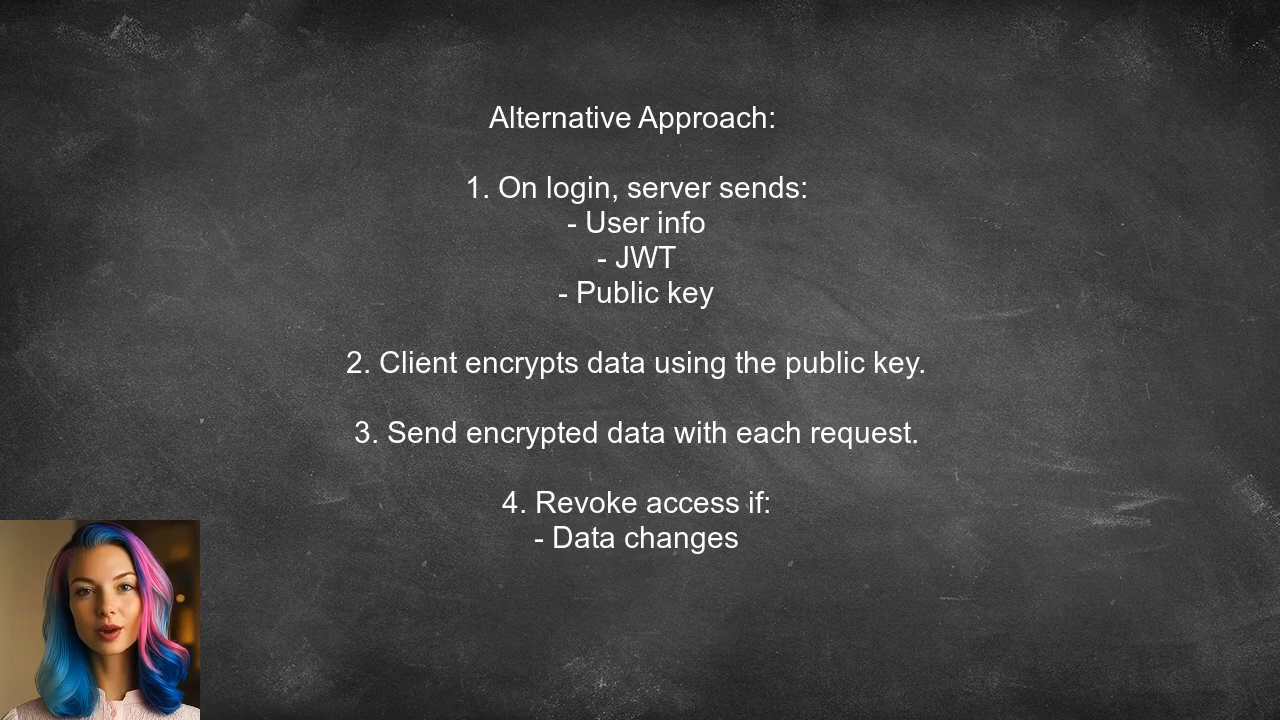 Alternative Approach:
1. On login, server sends:
- User info
- JWT
- Public key
2. Client encrypts data using the public key.
3. Send encrypted data with each request.
4. Revoke access if:
- Data changes